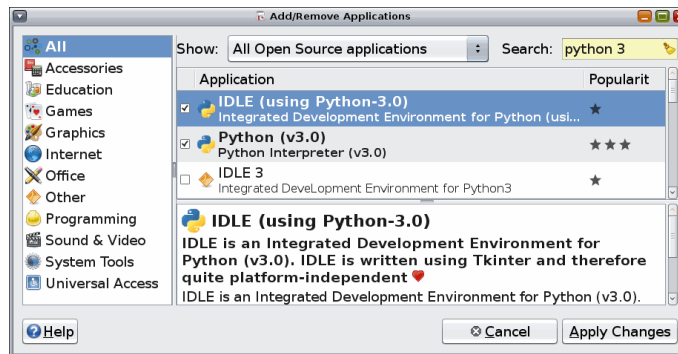 Add/Remove Applications
All
Accessories
Education
Games
Graphics
Internet
Office
Other
Programming
Sound & Video
System Tools
Universal Access
Show: All Open Source applications Search: python 3
Application Popularit
IDLE (using Python-3.0)
Integrated Development Environment for Python (usi...
Python (v3.0)
Python Interpreter (v3.0)
IDLE 3
Integrated DeveLopment Environment for Python3
IDLE (using Python-3.0)
IDLE is an Integrated Development Environment for
Python (v3.0). IDLE is written using Tkinter and therefore
quite platform-independent
IDLE is an Integrated Development Environment for Python (v3.0).
Help Cancel Apply Changes